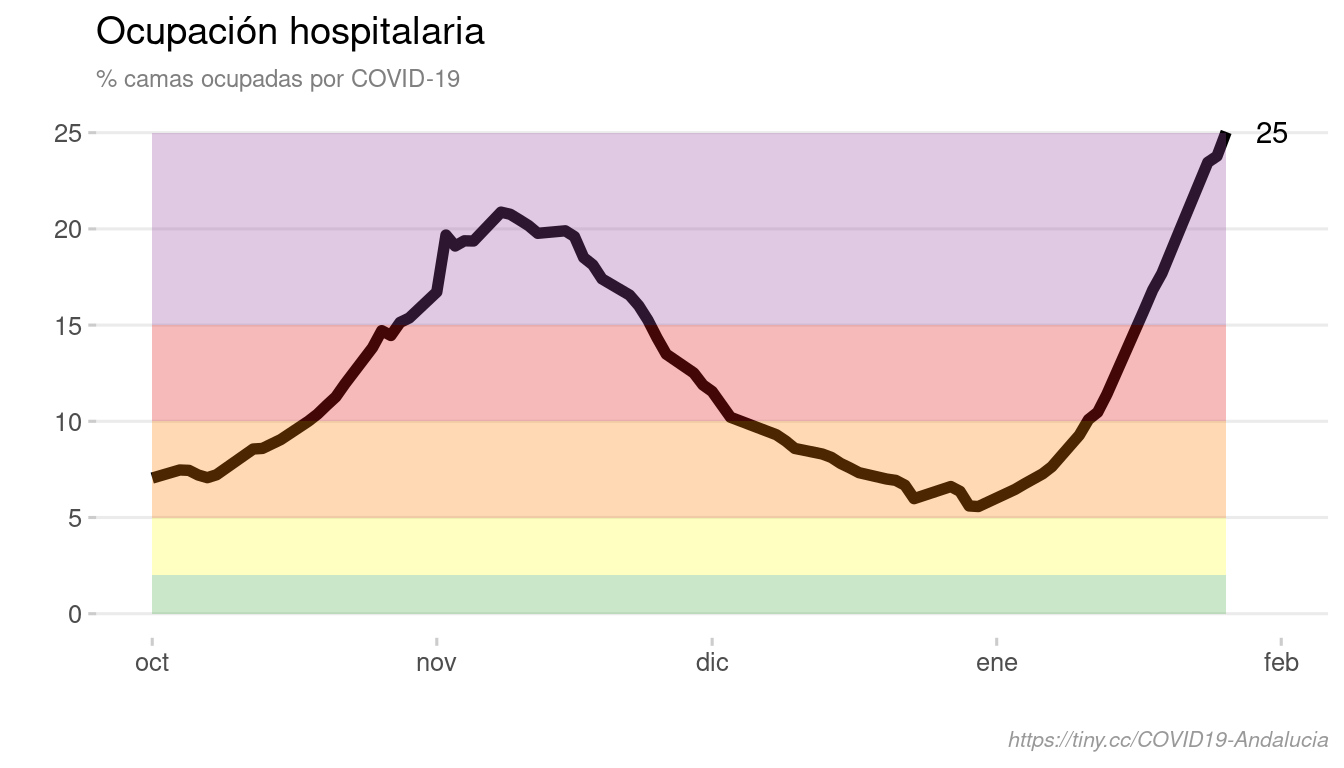 Ocupación hospitalaria
% camas ocupadas por COVID-19
25
25
20
15
10
5
0
oct nov dic ene feb
https://tiny.cc/COVID19-Andalucia